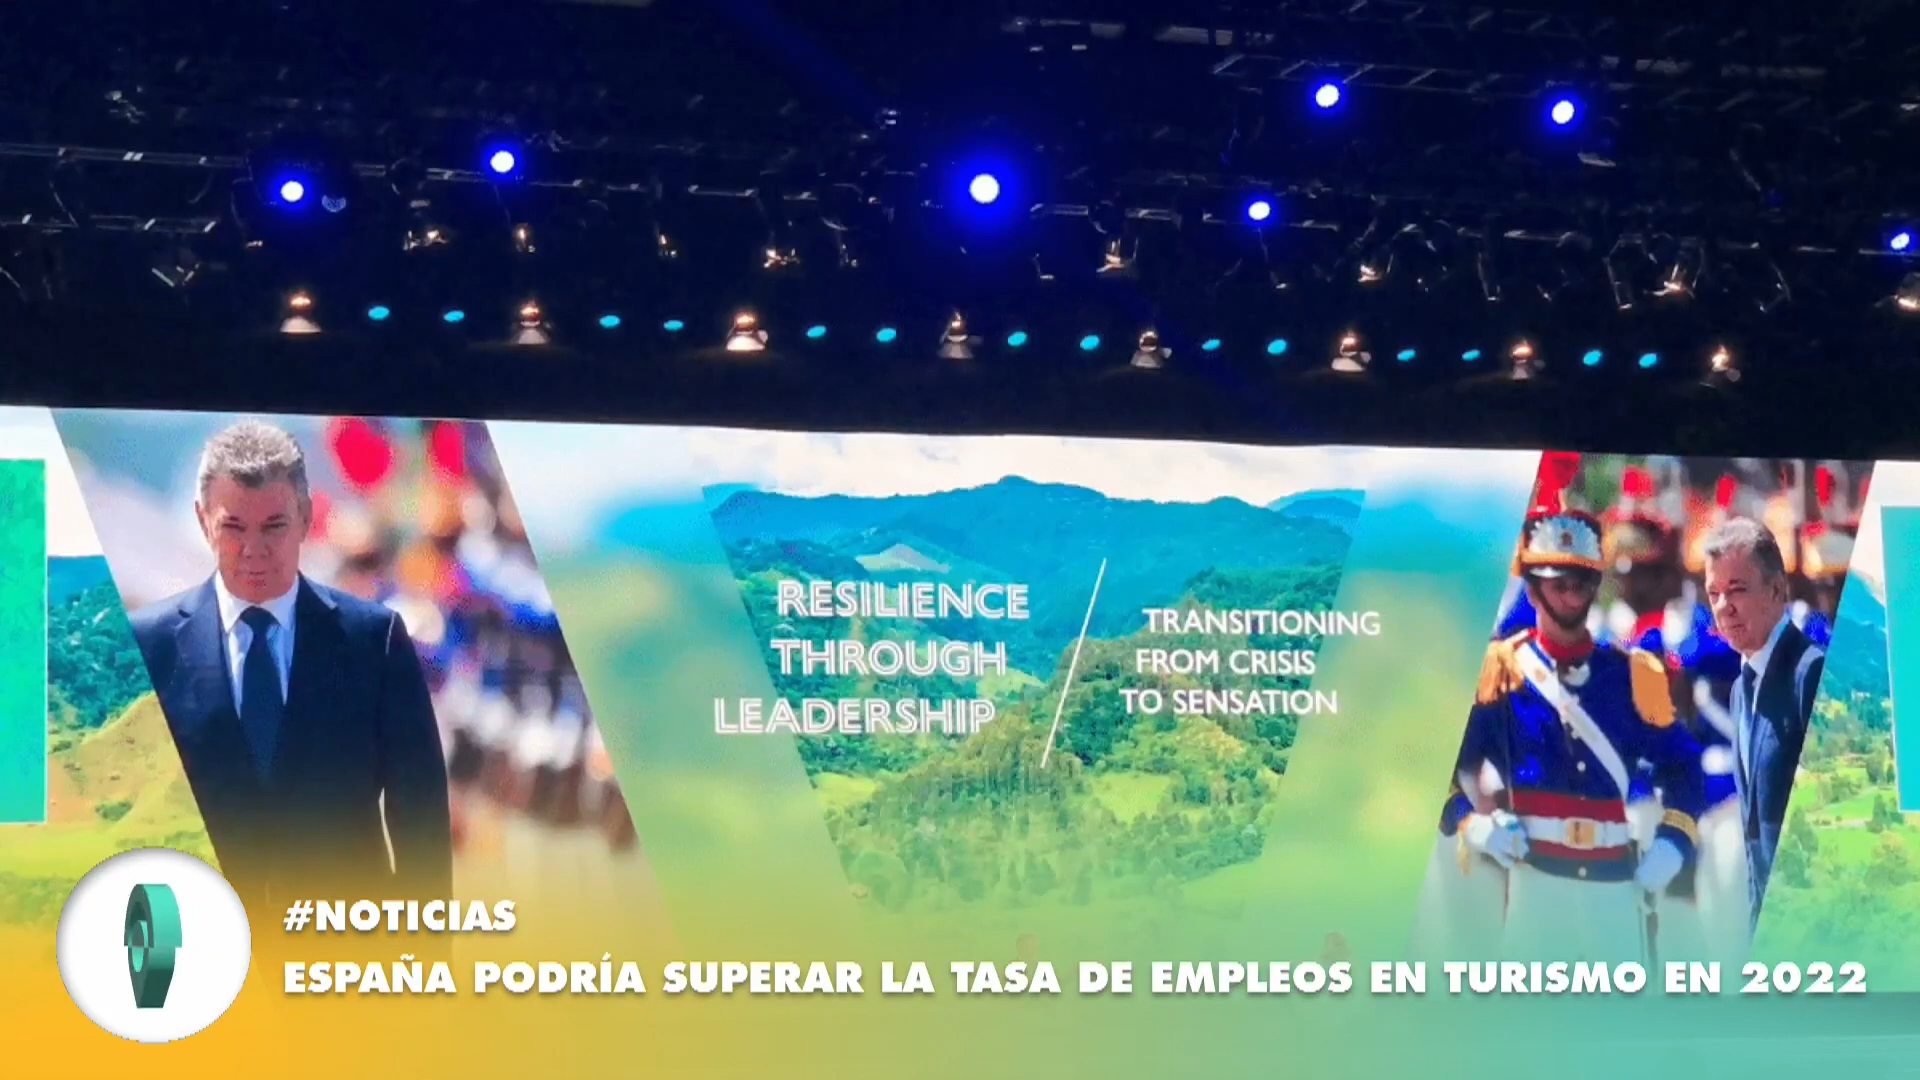 RESILIENCE
THROUGH
LEADERSHIP
TRANSITIONING
FROM CRISIS
TO SENSATION
#NOTICIAS
ESPAÑA PODRÍA SUPERAR LA TASA DE EMPLEOS EN TURISMO EN 2022